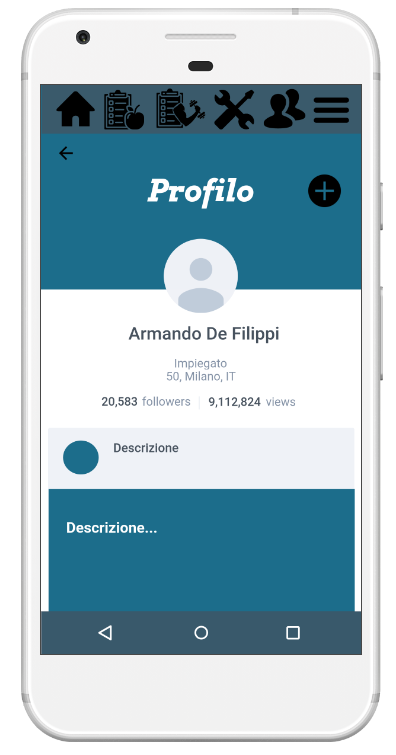 Profilo
Armando De Filippi
Impiegato
50, Milano, IT
20,583 followers 9,112,824 views
Descrizione
Descrizione...